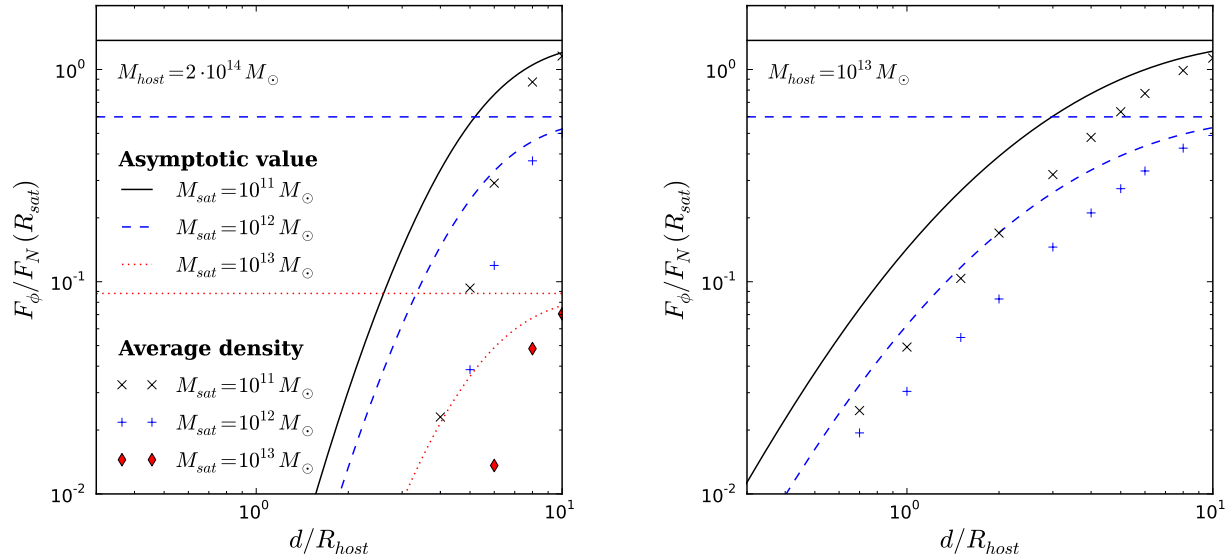 F_ϕ/F_N(R_sat)
10^0
10^-1
10^-2
M_host = 2·10^14 M_⊙
Asymptotic value
M_sat = 10^11 M_⊙
M_sat = 10^12 M_⊙
M_sat = 10^13 M_⊙
Average density
M_sat = 10^11 M_⊙
M_sat = 10^12 M_⊙
M_sat = 10^13 M_⊙
10^0
10^1
d/R_host
F_ϕ/F_N(R_sat)
10^0
10^-1
10^-2
M_host = 10^13 M_⊙
10^0
10^1
d/R_host